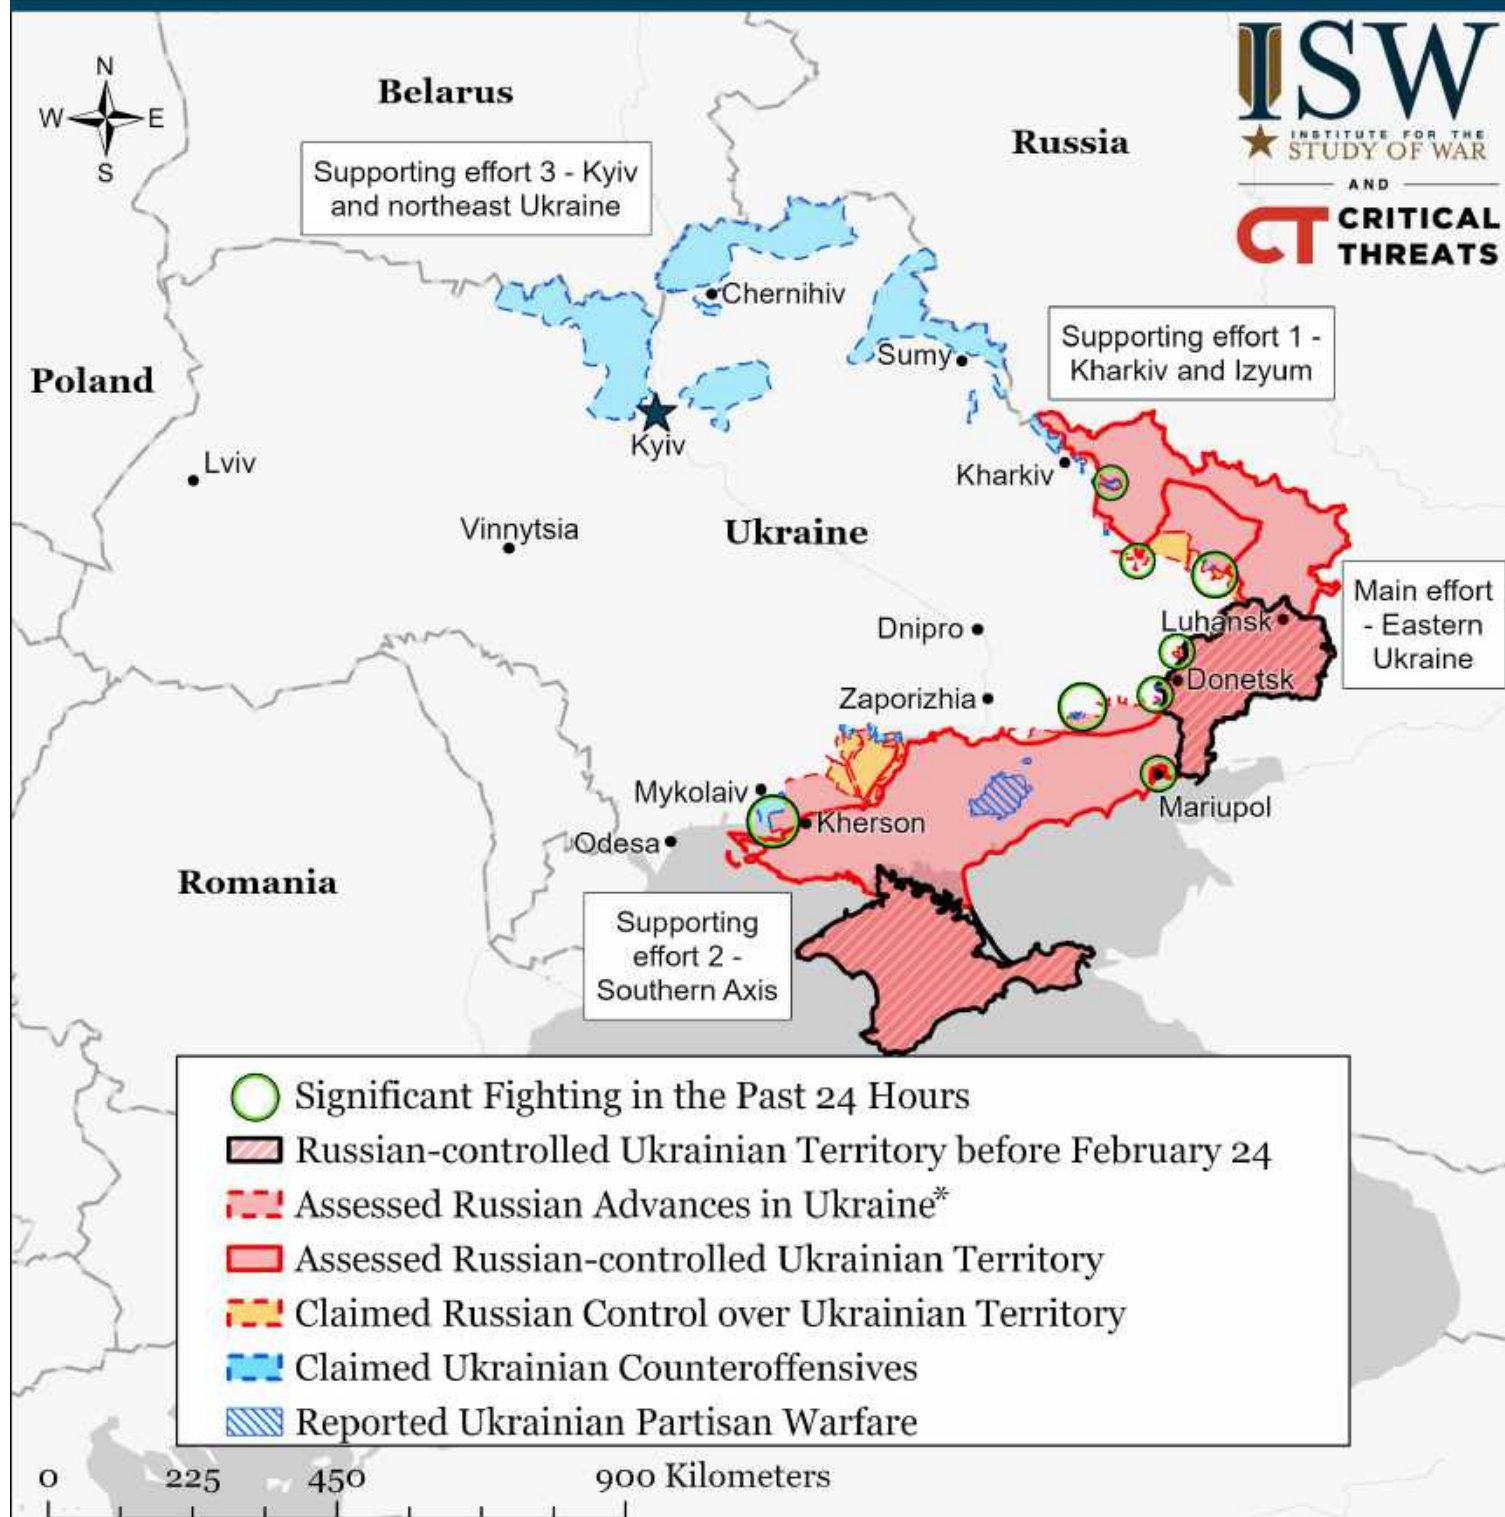 N
W E
S
Belarus
Russia
ISW
INSTITUTE FOR THE
STUDY OF WAR
AND
CT CRITICAL
THREATS
Supporting effort 3 - Kyiv
and northeast Ukraine
Chernihiv
Supporting effort 1 -
Kharkiv and Izyum
Sumy
Poland
Kyiv
Lviv
Kharkiv
Vinnytsia
Ukraine
Main effort
- Eastern
Ukraine
Luhansk
Dnipro
Donetsk
Zaporizhia
Mykolaiv
Mariupol
Kherson
Odesa
Romania
Supporting
effort 2 -
Southern Axis
Significant Fighting in the Past 24 Hours
Russian-controlled Ukrainian Territory before February 24
Assessed Russian Advances in Ukraine*
Assessed Russian-controlled Ukrainian Territory
Claimed Russian Control over Ukrainian Territory
Claimed Ukrainian Counteroffensives
Reported Ukrainian Partisan Warfare
0 225 450 900 Kilometers